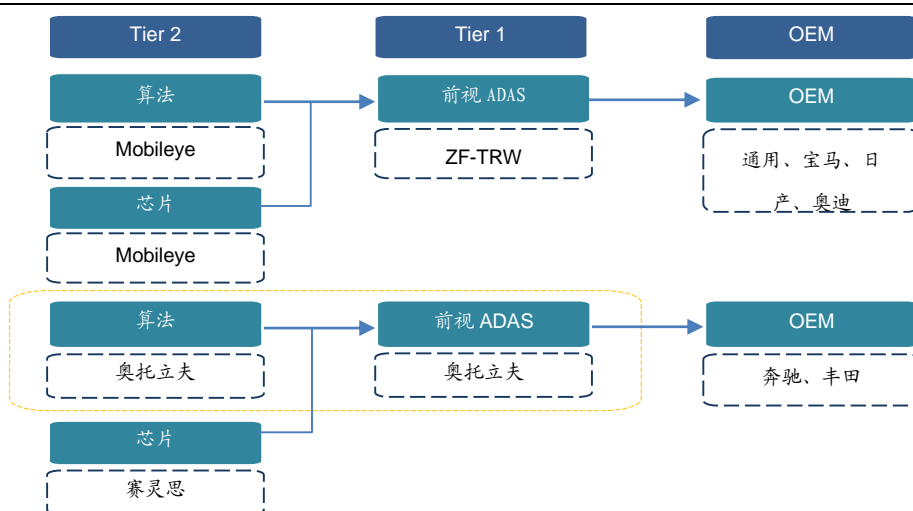 Tier 2
Tier 1
OEM
算法
前视 ADAS
OEM
Mobileye
ZF-TRW
通用、宝马、日
产、奥迪
芯片
Mobileye
算法
前视 ADAS
OEM
奥托立夫
奥托立夫
奔驰、丰田
芯片
赛灵思